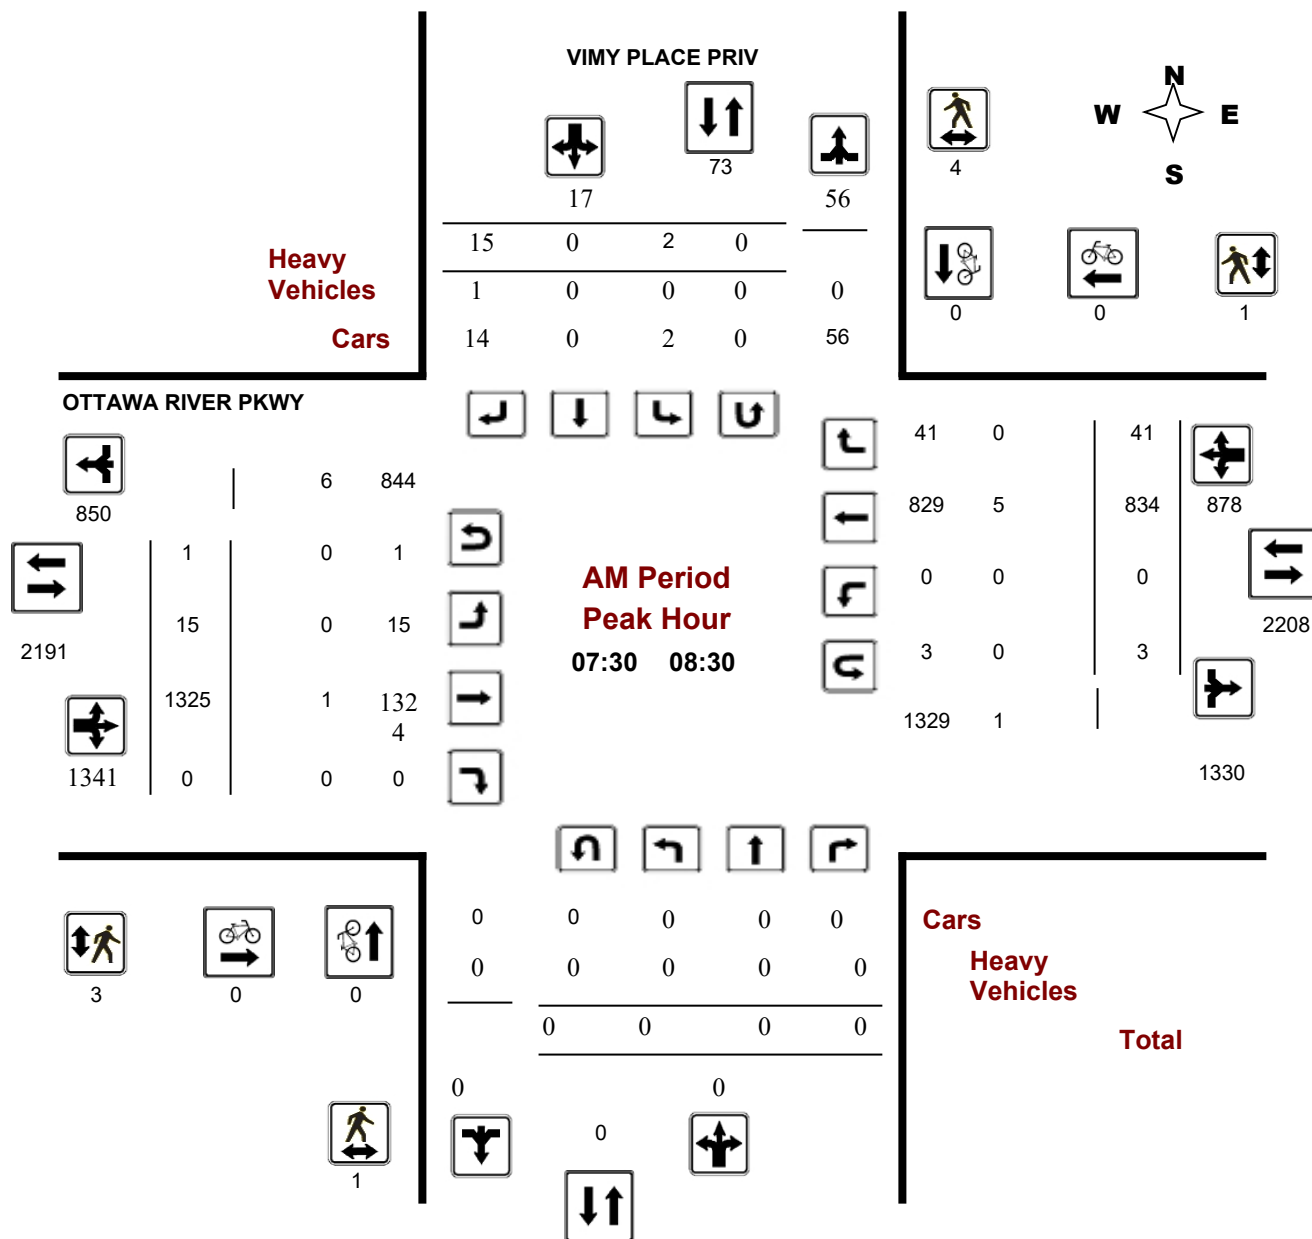 VIMY PLACE PRIV
N
W E
S
73
4
17 56
15 0 2 0
Heavy
Vehicles
1 0 0 0 0
0 0 1
Cars 14 0 2 0 56
OTTAWA RIVER PKWY
41 0 41
6 844
850
829 5 834 878
1 0 1
AM Period
0 0 0
Peak Hour
15 0 15
2208
2191
07:30 08:30
3 0 3
1325 1 132
4
1329 1
1341 0 0 0
1330
0 0 0 0 0
Cars
0 0 0 0 0
Heavy
Vehicles
3 0 0
0 0 0 0
Total
0 0
0
1